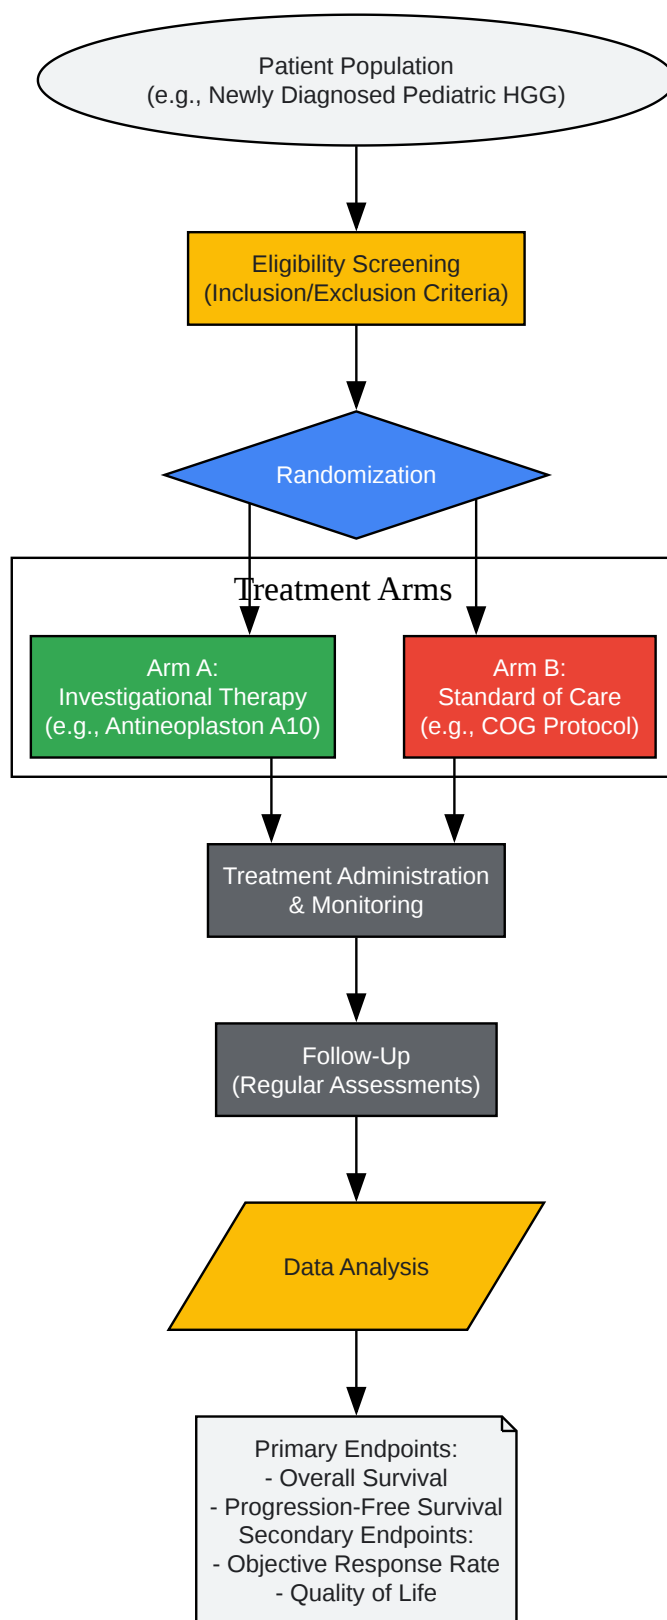 Patient Population
(e.g., Newly Diagnosed Pediatric HGG)
Eligibility Screening
(Inclusion/Exclusion Criteria)
Randomization
Treatment Arms
Arm A:
Investigational Therapy
(e.g., Antineoplaston A10)
Arm B:
Standard of Care
(e.g., COG Protocol)
Treatment Administration
& Monitoring
Follow-Up
(Regular Assessments)
Data Analysis
Primary Endpoints:
- Overall Survival
- Progression-Free Survival
Secondary Endpoints:
- Objective Response Rate
- Quality of Life